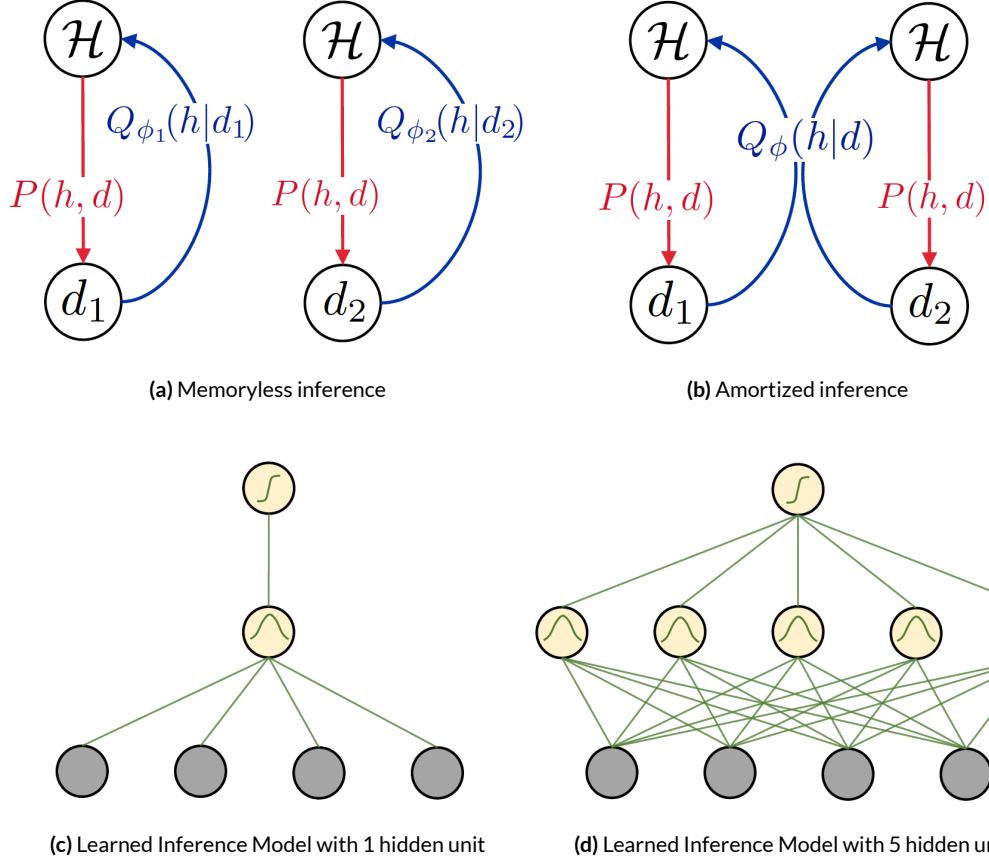 ℋ ℋ ℋ ℋ
Q_{ϕ_1}(h|d_1) Q_{ϕ_2}(h|d_2) Q_ϕ(h|d)
P(h, d) P(h, d) P(h, d) P(h, d)
d_1 d_2 d_1 d_2
(a) Memoryless inference
(b) Amortized inference
(c) Learned Inference Model with 1 hidden unit
(d) Learned Inference Model with 5 hidden un